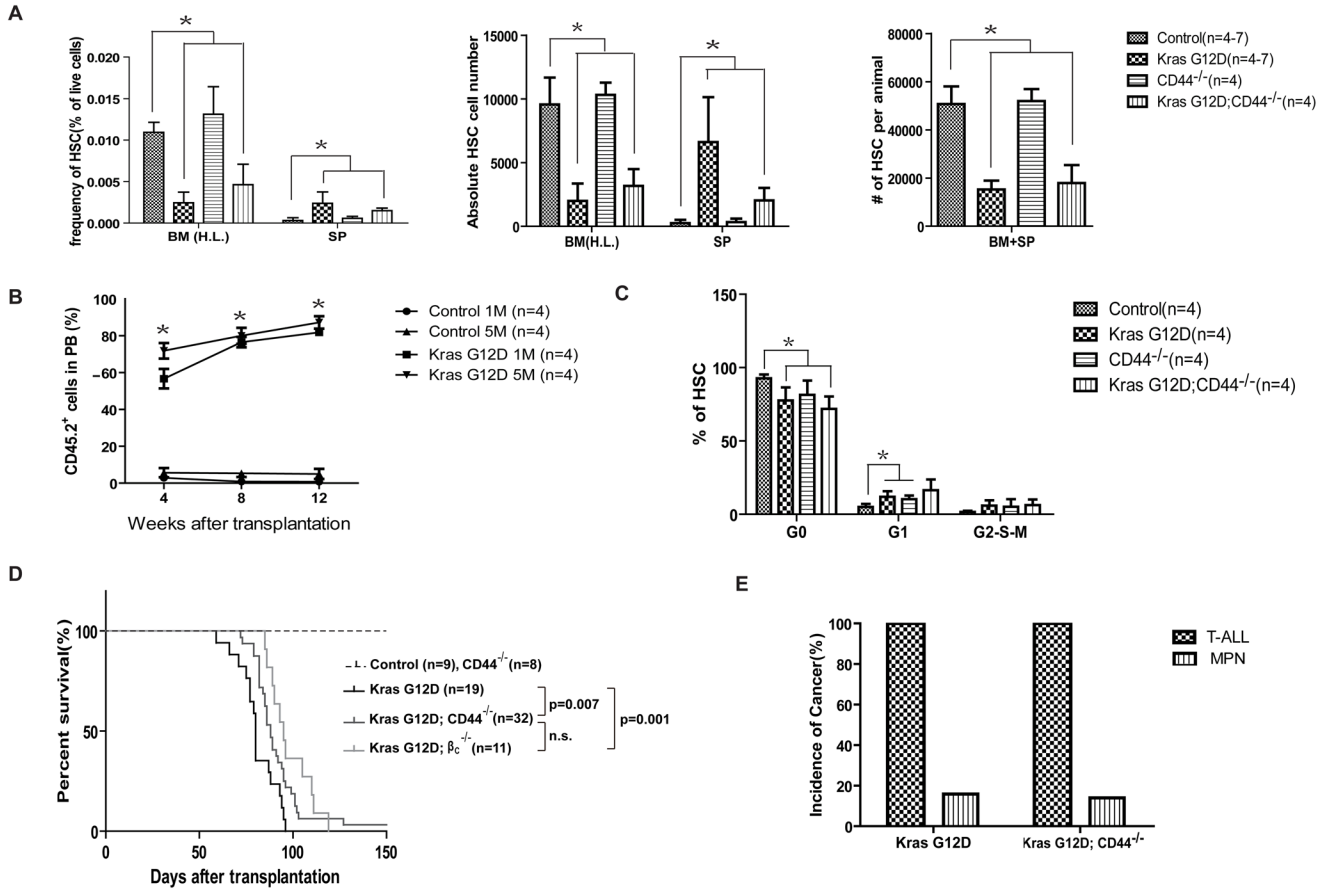 A
frequency of HSC(% of live cells)
0.020
0.015
0.010
0.005
0.000
*
*
BM (H.L.)
SP
Absolute HSC cell number
15000
10000
5000
0
*
*
BM(H.L.)
SP
# of HSC per animal
80000
60000
40000
20000
0
*
BM+SP
Control(n=4-7)
Kras G12D(n=4-7)
CD44-/-(n=4)
Kras G12D;CD44-/-(n=4)
B
CD45.2+ cells in PB (%)
100
80
60
40
20
0
*
*
*
4
8
12
Weeks after transplantation
Control 1M (n=4)
Control 5M (n=4)
Kras G12D 1M (n=4)
Kras G12D 5M (n=4)
C
% of HSC
150
100
50
0
*
*
G0
G1
G2-S-M
Control(n=4)
Kras G12D(n=4)
CD44-/-(n=4)
Kras G12D;CD44-/-(n=4)
D
Percent survival(%)
100
50
0
0
50
100
150
Days after transplantation
Control (n=9), CD44-/-(n=8)
Kras G12D (n=19)
Kras G12D; CD44-/-(n=32)
Kras G12D; βc-/-(n=11)
p=0.007
n.s.
p=0.001
E
Incidence of Cancer(%)
100
80
60
40
20
0
Kras G12D
Kras G12D; CD44-/-
T-ALL
MPN